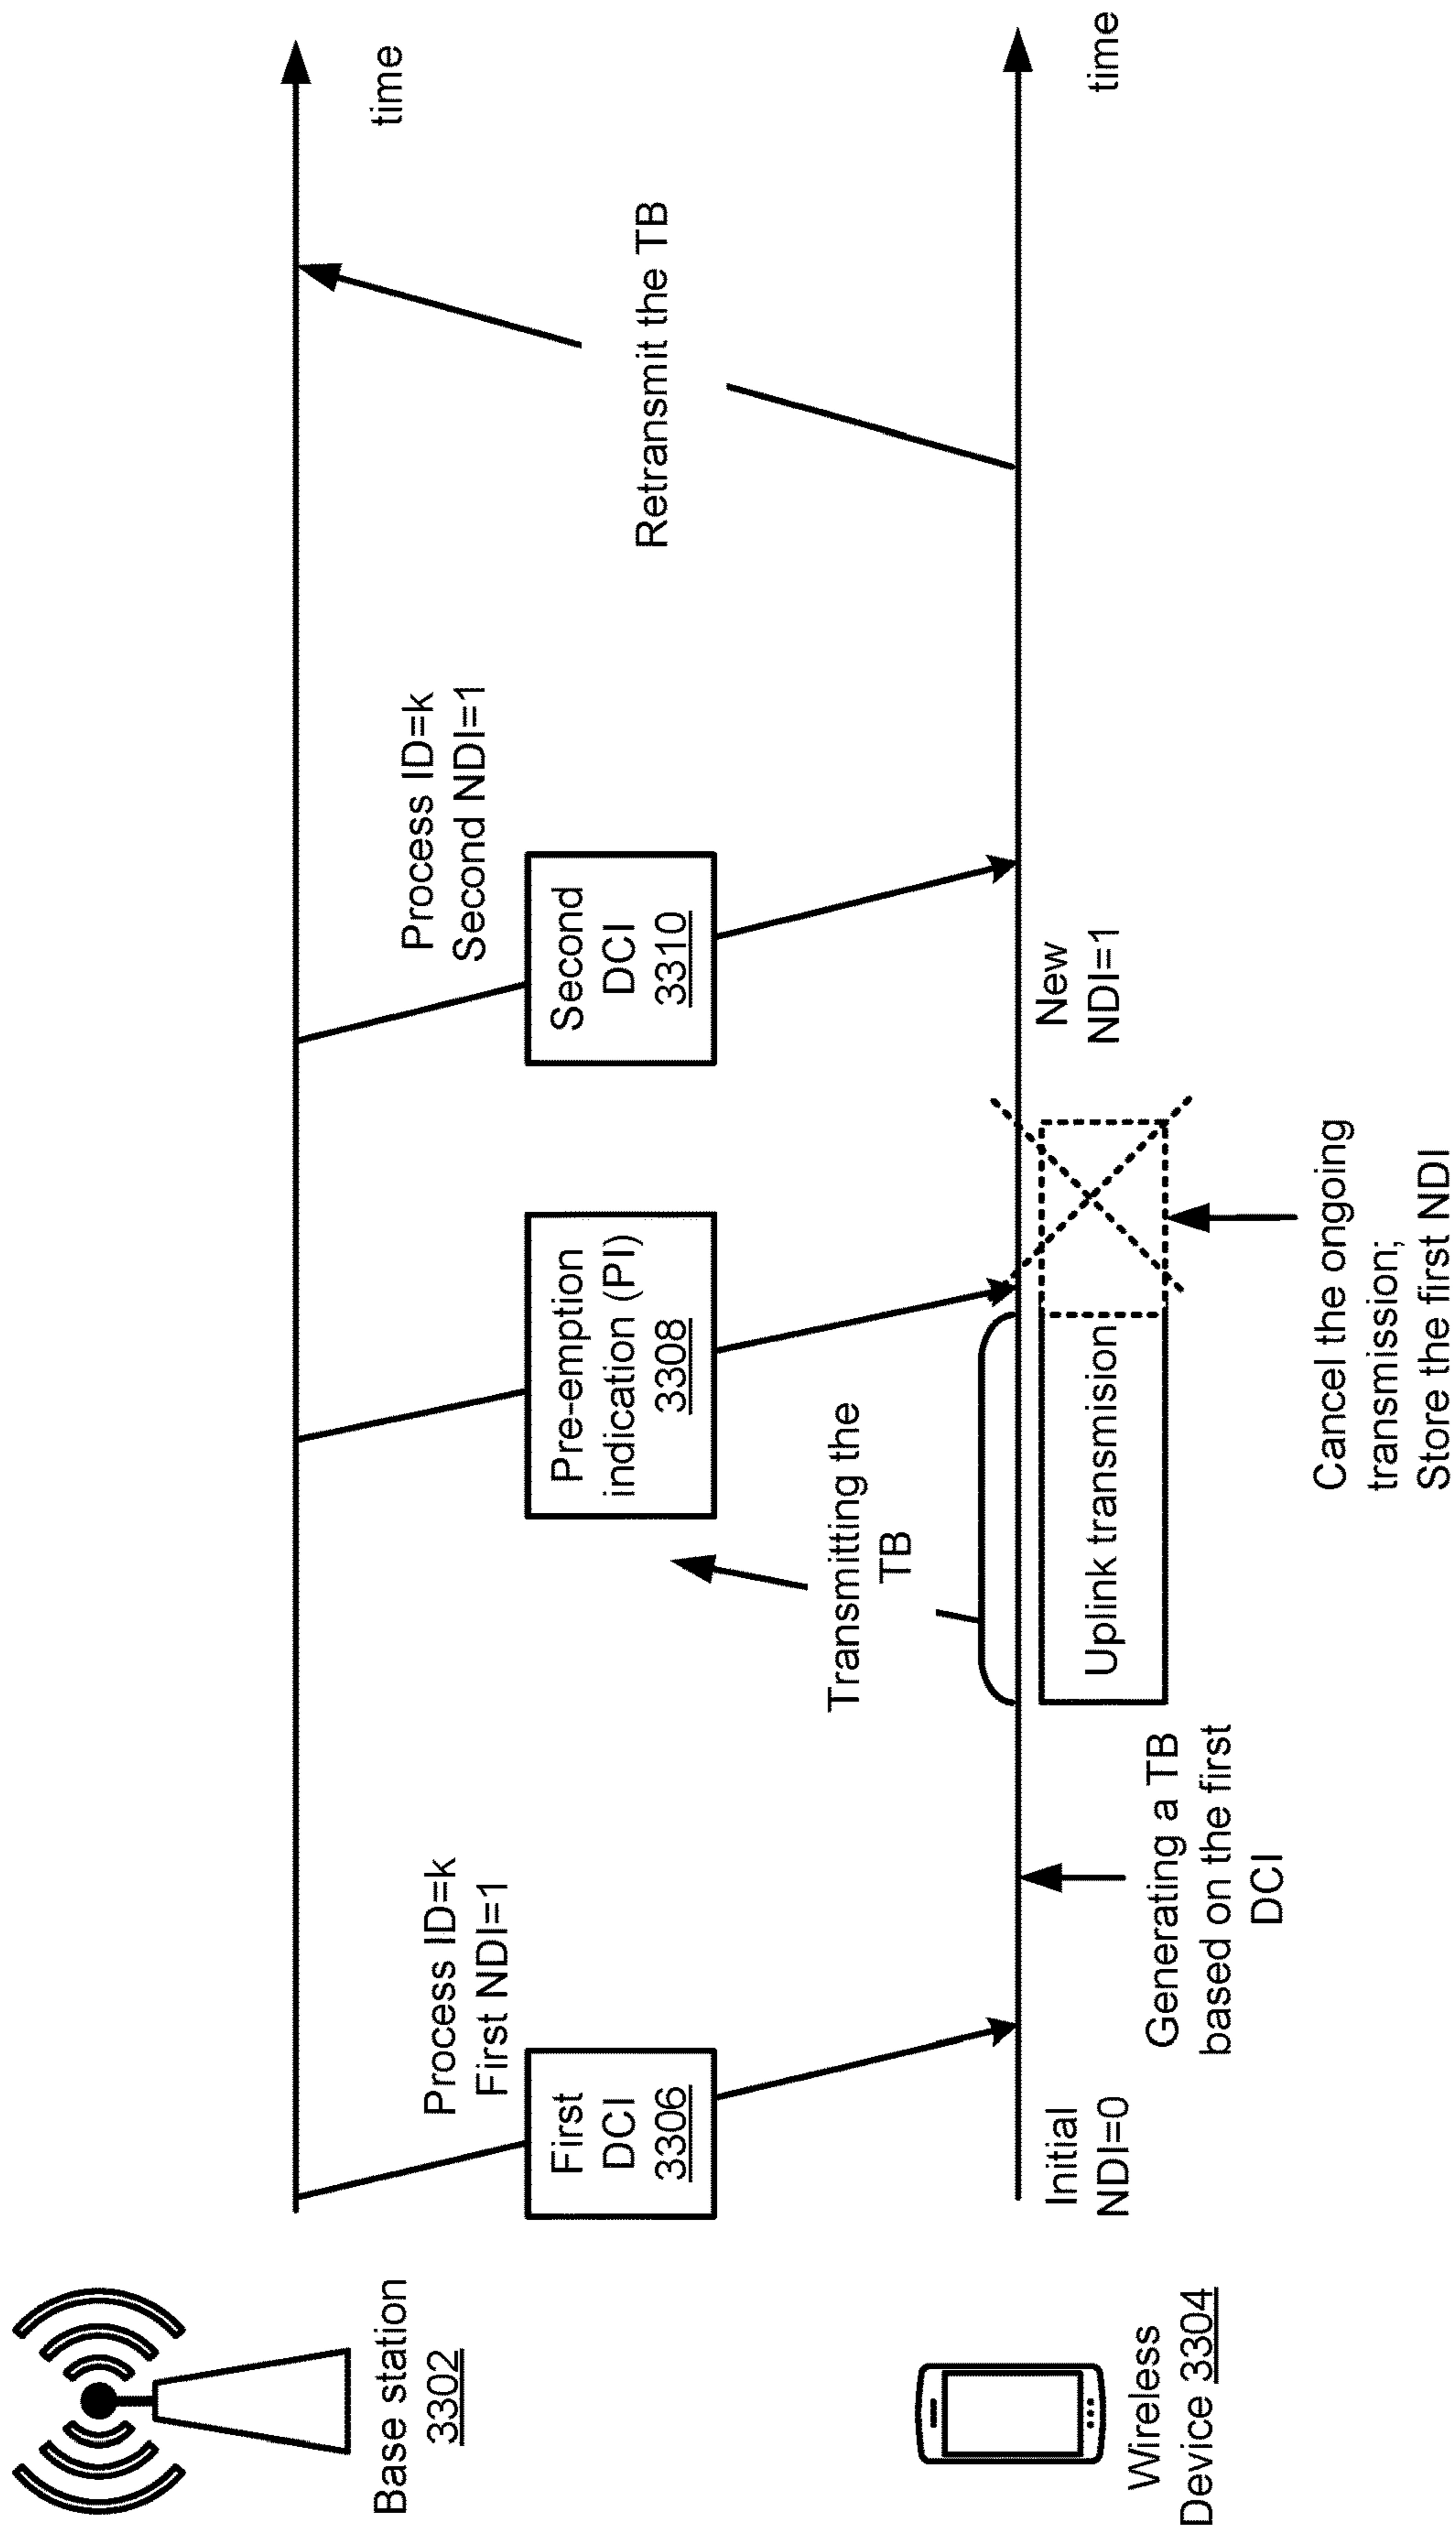 Base station
3302
time
Process ID=k
First NDI=1
Process ID=k
Second NDI=1
First
DCI
3306
Pre-emption
indication (PI)
3308
Second
DCI
3310
Retransmit the TB
Transmitting the
TB
Wireless
Device 3304
time
Initial
NDI=0
Uplink transmision
New
NDI=1
Generating a TB
based on the first
DCI
Cancel the ongoing
transmission;
Store the first NDI